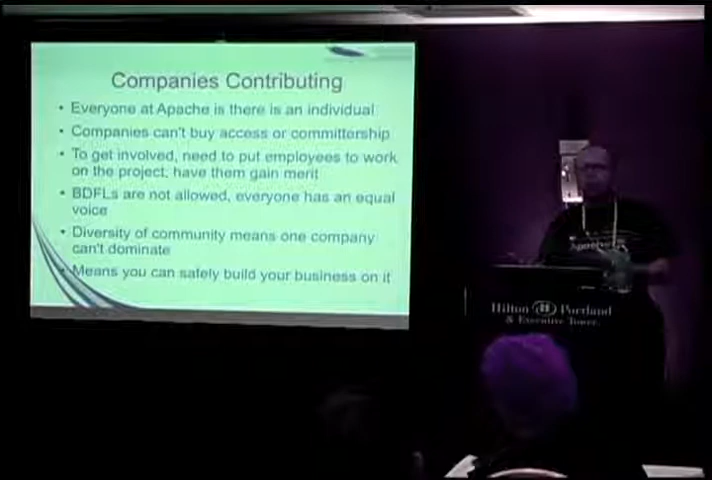 Companies Contributing
• Everyone at Apache is there is an individual
• Companies can't buy access or committership
• To get involved, need to put employees to work
on the project, have them gain merit
• BDFLs are not allowed, everyone has an equal
voice
• Diversity of community means one company
can't dominate
• Means you can safely build your business on it
Hilton Portland
& Executive Tower